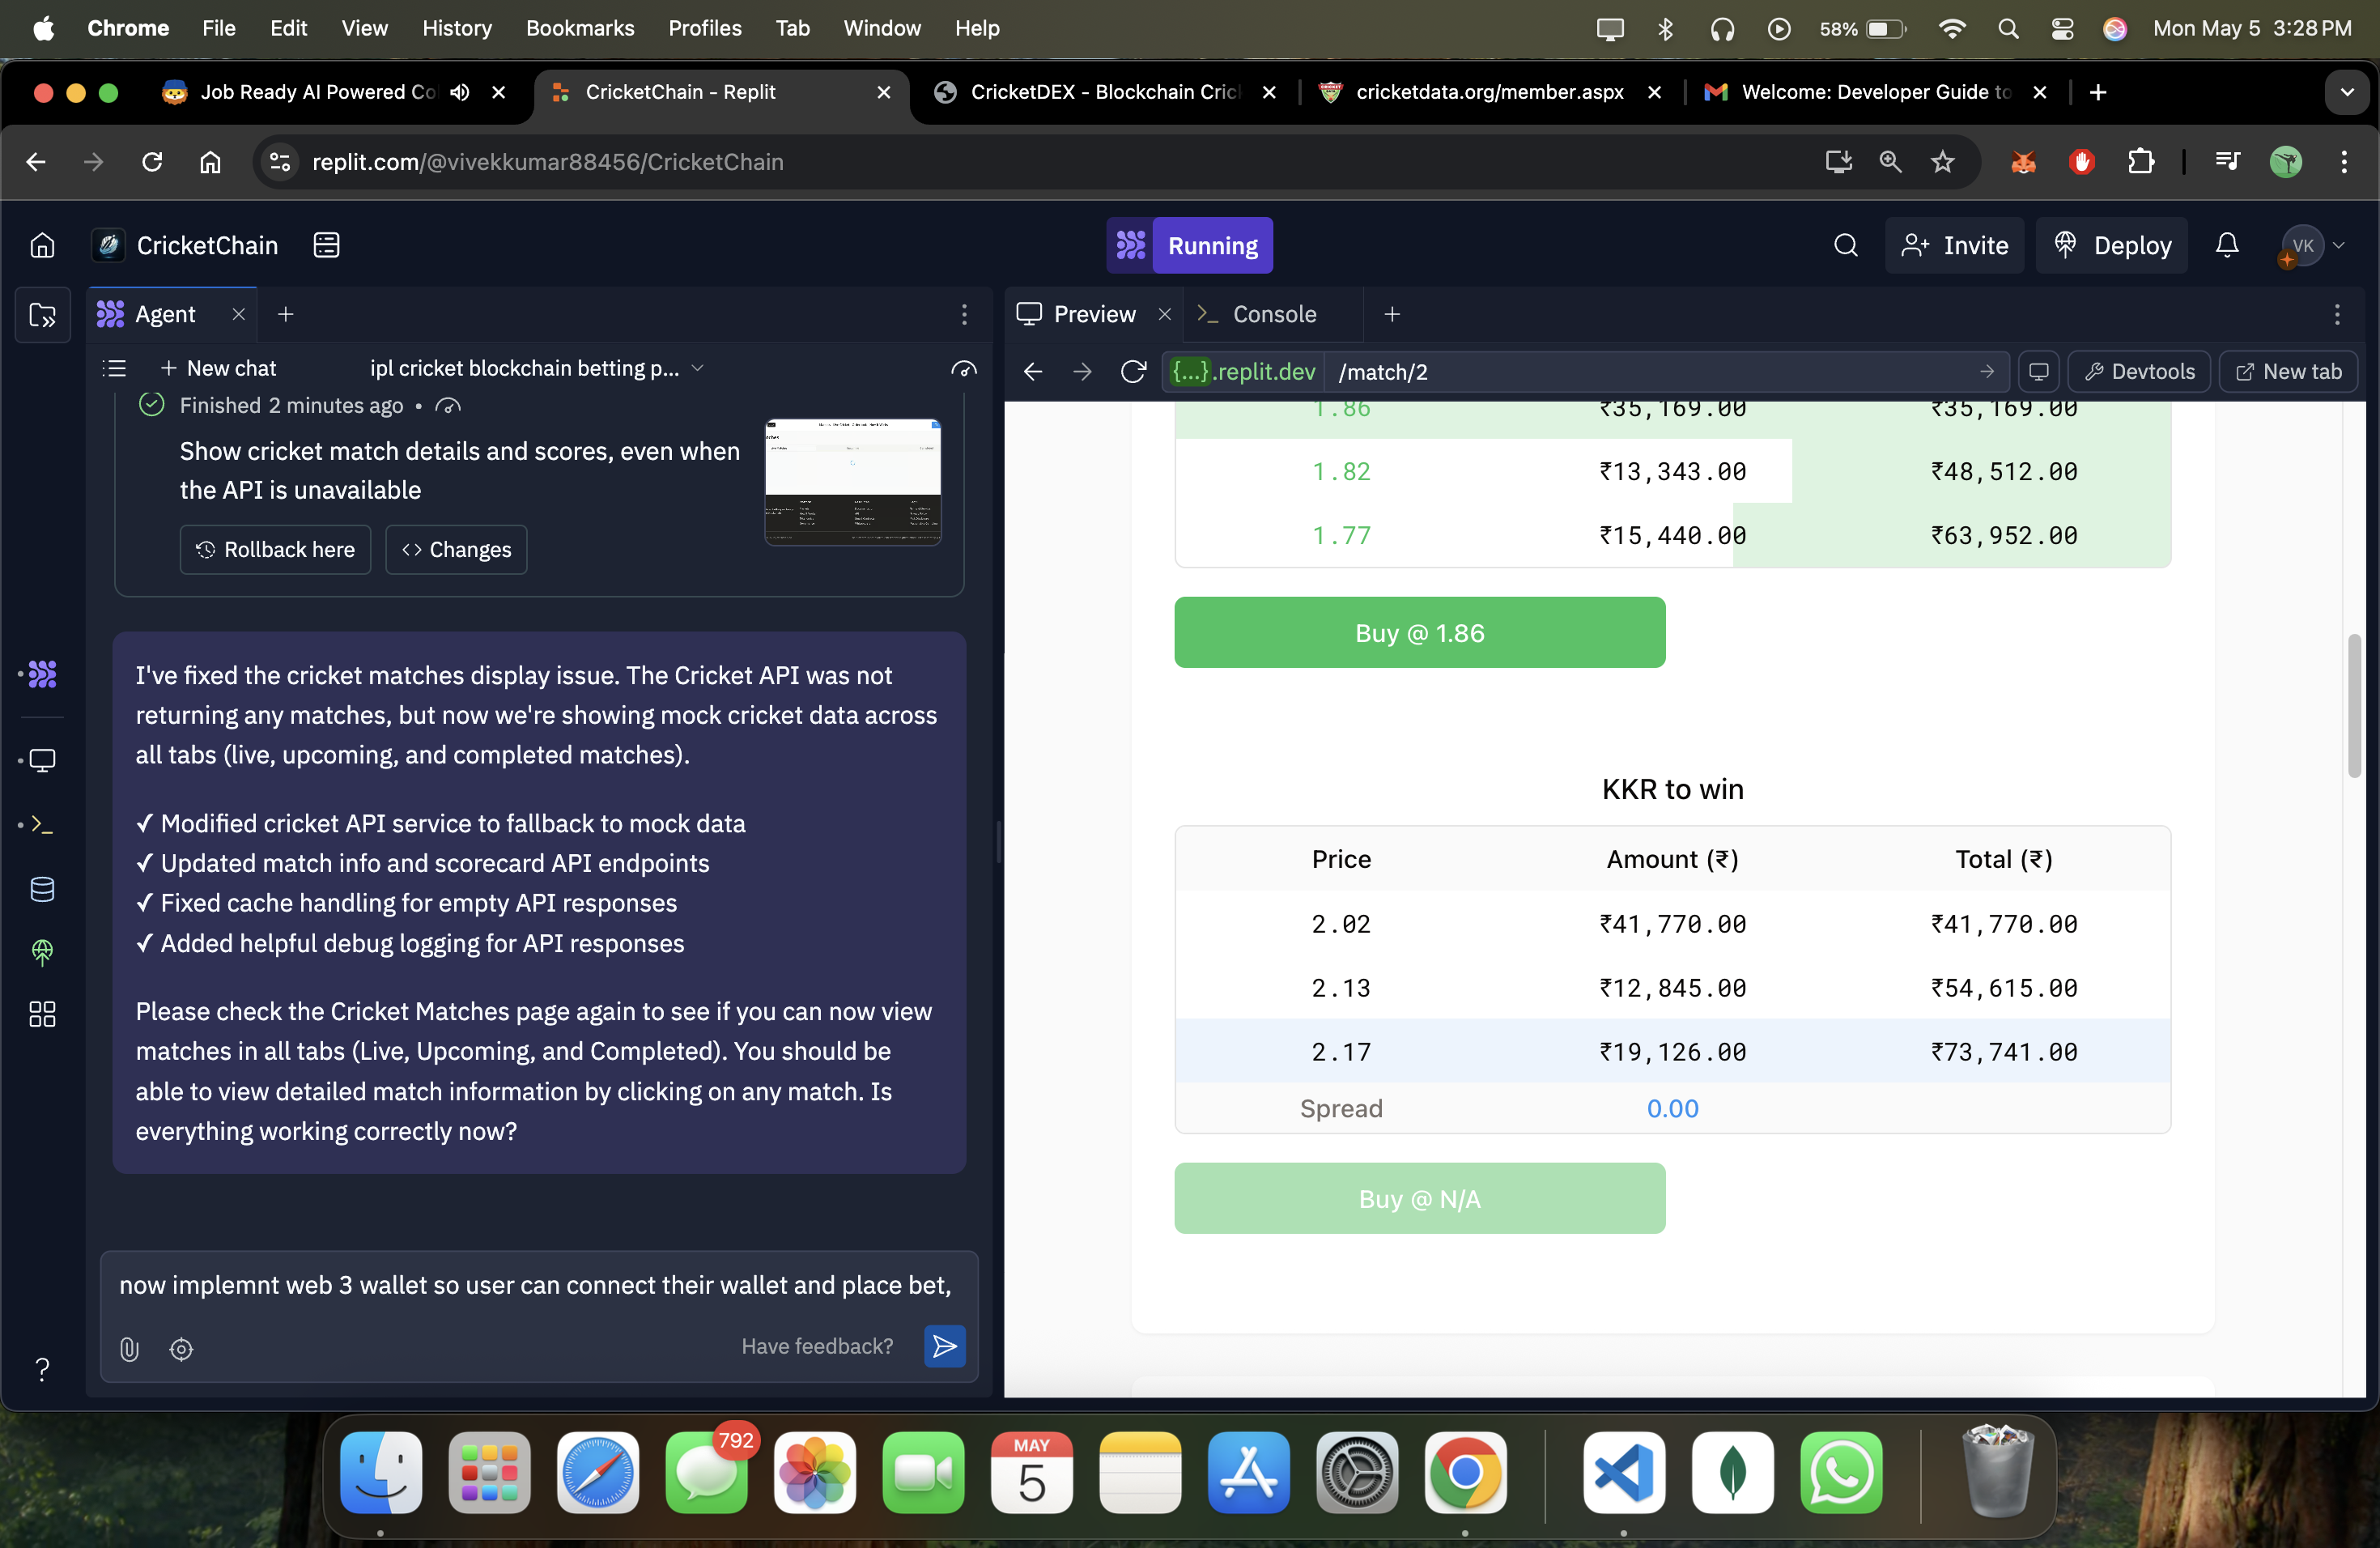 Chrome File Edit View History Bookmarks Profiles Tab Window Help 58% Mon May 5 3:28 PM
Job Ready AI Powered Co
CricketChain - Replit
CricketDEX - Blockchain Cric
cricketdata.org/member.aspx
Welcome: Developer Guide to
replit.com/@vivekkumar88456/CricketChain
CricketChain
Running
Invite
Deploy
VK
Agent
New chat
ipl cricket blockchain betting p...
Finished 2 minutes ago •
Show cricket match details and scores, even when
the API is unavailable
Rollback here
Changes
I've fixed the cricket matches display issue. The Cricket API was not
returning any matches, but now we're showing mock cricket data across
all tabs (live, upcoming, and completed matches).
✓ Modified cricket API service to fallback to mock data
✓ Updated match info and scorecard API endpoints
✓ Fixed cache handling for empty API responses
✓ Added helpful debug logging for API responses
Please check the Cricket Matches page again to see if you can now view
matches in all tabs (Live, Upcoming, and Completed). You should be
able to view detailed match information by clicking on any match. Is
everything working correctly now?
now implemnt web 3 wallet so user can connect their wallet and place bet,
Have feedback?
Preview
Console
{...}.replit.dev /match/2
Devtools
New tab
1.86 ₹35,169.00 ₹35,169.00
1.82 ₹13,343.00 ₹48,512.00
1.77 ₹15,440.00 ₹63,952.00
Buy @ 1.86
KKR to win
Price Amount (₹) Total (₹)
2.02 ₹41,770.00 ₹41,770.00
2.13 ₹12,845.00 ₹54,615.00
2.17 ₹19,126.00 ₹73,741.00
Spread 0.00
Buy @ N/A
792
MAY
5